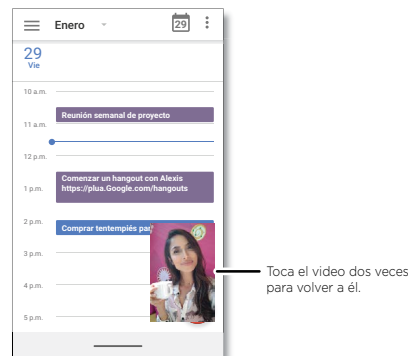 Enero
29
29
Vie
10 a.m.
Reunión semanal de proyecto
11 a.m.
12 p.m.
Comenzar un hangout con Alexis
https://plua.Google.com/hangouts
1 p.m.
2 p.m.
Comprar tentempiés
3 p.m.
Toca el video dos veces
para volver a él.
4 p.m.
5 p.m.